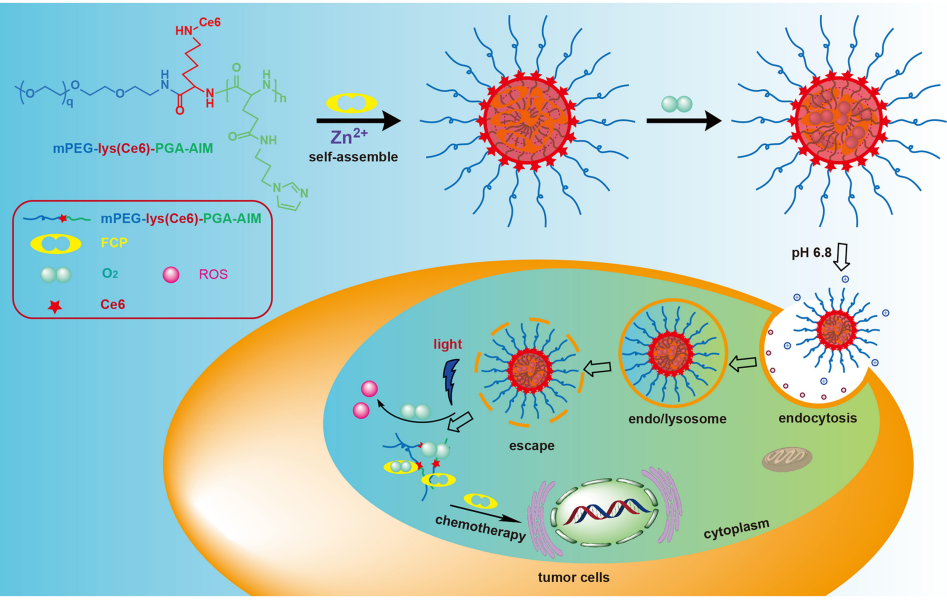 HN
Ce6
O
q
O
O
H
N
O
N
H
O
H
N
n
O
NH
N
N
mPEG-lys(Ce6)-PGA-AIM
Zn2+
self-assemble
mPEG-lys(Ce6)-PGA-AIM
FCP
O2
ROS
Ce6
pH 6.8
light
escape
endo/lysosome
endocytosis
chemotherapy
cytoplasm
tumor cells